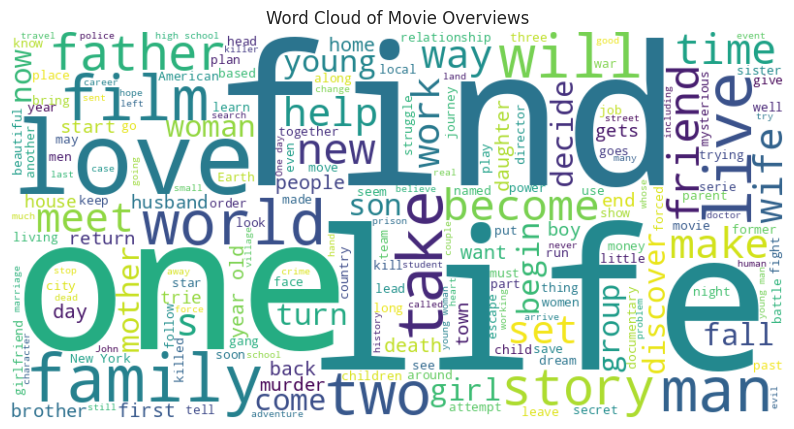 Word Cloud of Movie Overviews
know
travel
police
high school
killer
head
relationship
three
event
good
father
plan
home
way
will
war
time
now
place
career
hope
sent
left
American
based
young
along
local
change
land
sister
give
bring
film
find
year
learn
search
help
work
journey
decide
job
street
gets
many
including
friend
mysterious
well
try
live
wife
beautiful
another
start
go
woman
together
struggle
daughter
director
goes
trying
may
men
love
case
Earth
One day
even
new
move
play
real
last
going
small
people
seem
believe
named
power
use
serie
parent
whose
doctor
house
keep
husband
order
made
son
become
end
show
forced
movie
former
much
meet
world
look
prison
take
couple
put
never
run
boy
money
little
make
human
fight
living
return
team
want
begin
discover
battle
young man
stop
away
mother
village
hand
country
kill
student
must
part
thing
women
night
marriage
city
dead
one
crime
star
face
lead
long
called
young woman
heart
working
escape
arrive
group
problem
documentary
day
trie
force
year old
turn
history
life
town
set
fall
girlfriend
character
New York
John
follow
killed
soon
gang
school
death
see
child
save
dream
past
family
back
murder
children
around
girl
story
man
evil
brother
still
first
tell
come
adventure
two
attempt
leave
secret